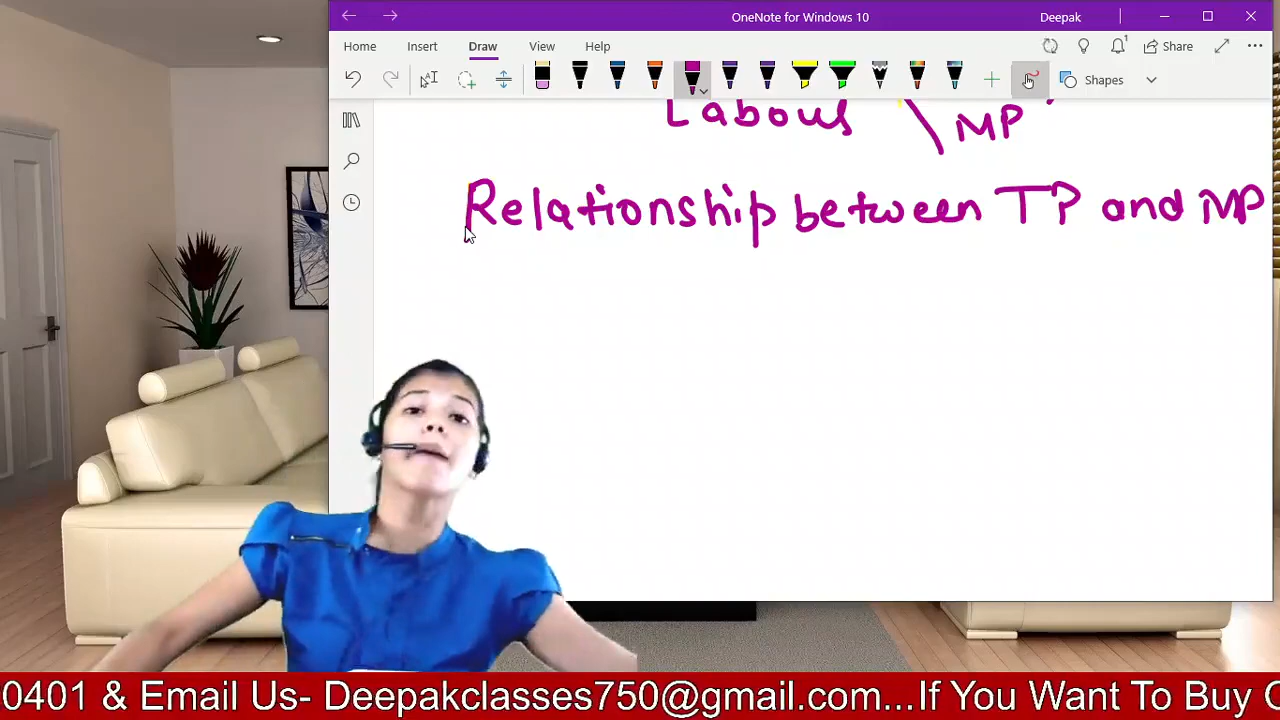 OneNote for Windows 10
Deepak
Home Insert Draw View Help
Share
Shapes
Labous
MP
Relationship between TP and MP
0401 & Email Us- Deepakclasses750@gmail.com...If You Want To Buy